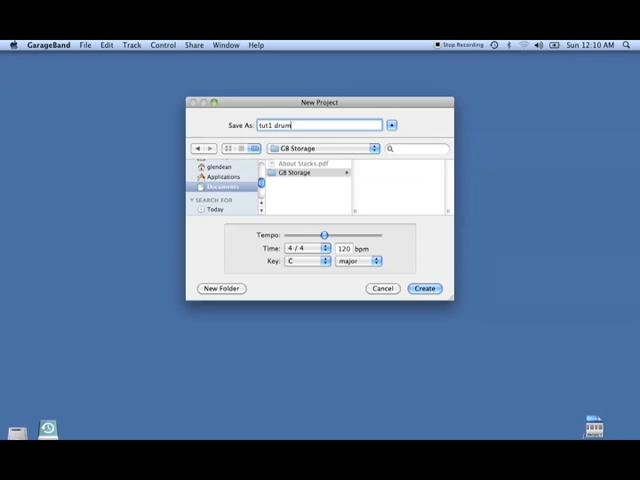 GarageBand File Edit Track Control Share Window Help Stop Recording Sun 12:10 AM
New Project
Save As: tut1 drum
GB Storage
glendean
Applications
Documents
SEARCH FOR
Today
About Stacks.pdf
GB Storage
Tempo:
Time: 4 / 4 120 bpm
Key: C major
New Folder Cancel Create